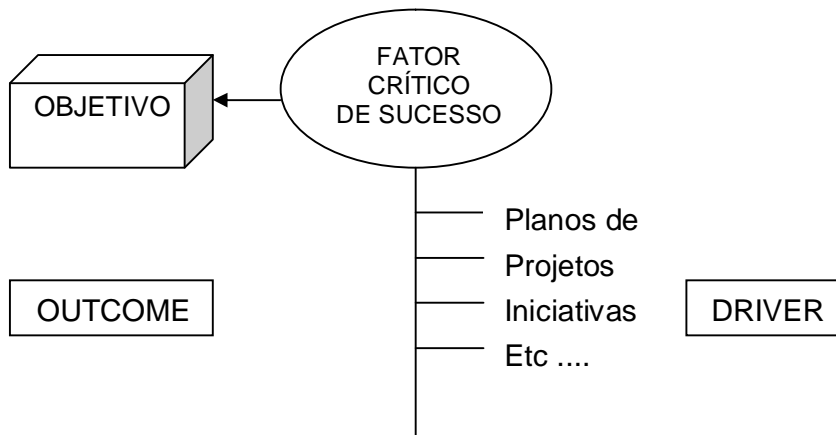 FATOR
CRÍTICO
DE SUCESSO
OBJETIVO
Planos de
Projetos
Iniciativas
Etc ....
OUTCOME
DRIVER